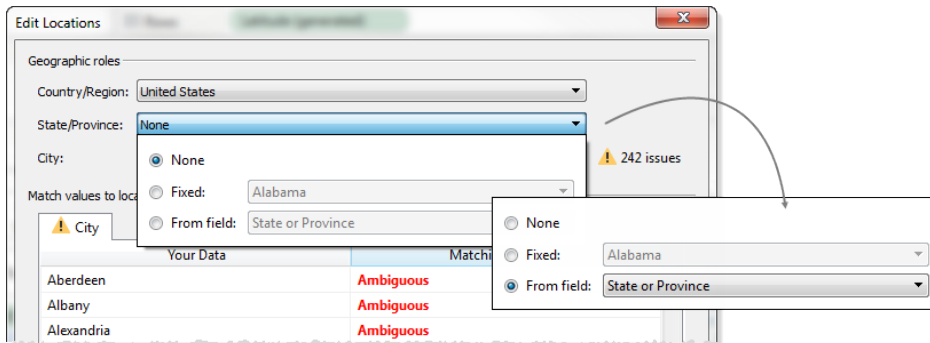 Edit Locations
Geographic roles
Country/Region: United States
State/Province: None
City:
None
242 issues
Fixed: Alabama
Match values to loca
From field: State or Province
City
None
Your Data Matchi
Fixed: Alabama
Aberdeen Ambiguous
From field: State or Province
Albany Ambiguous
Alexandria Ambiguous